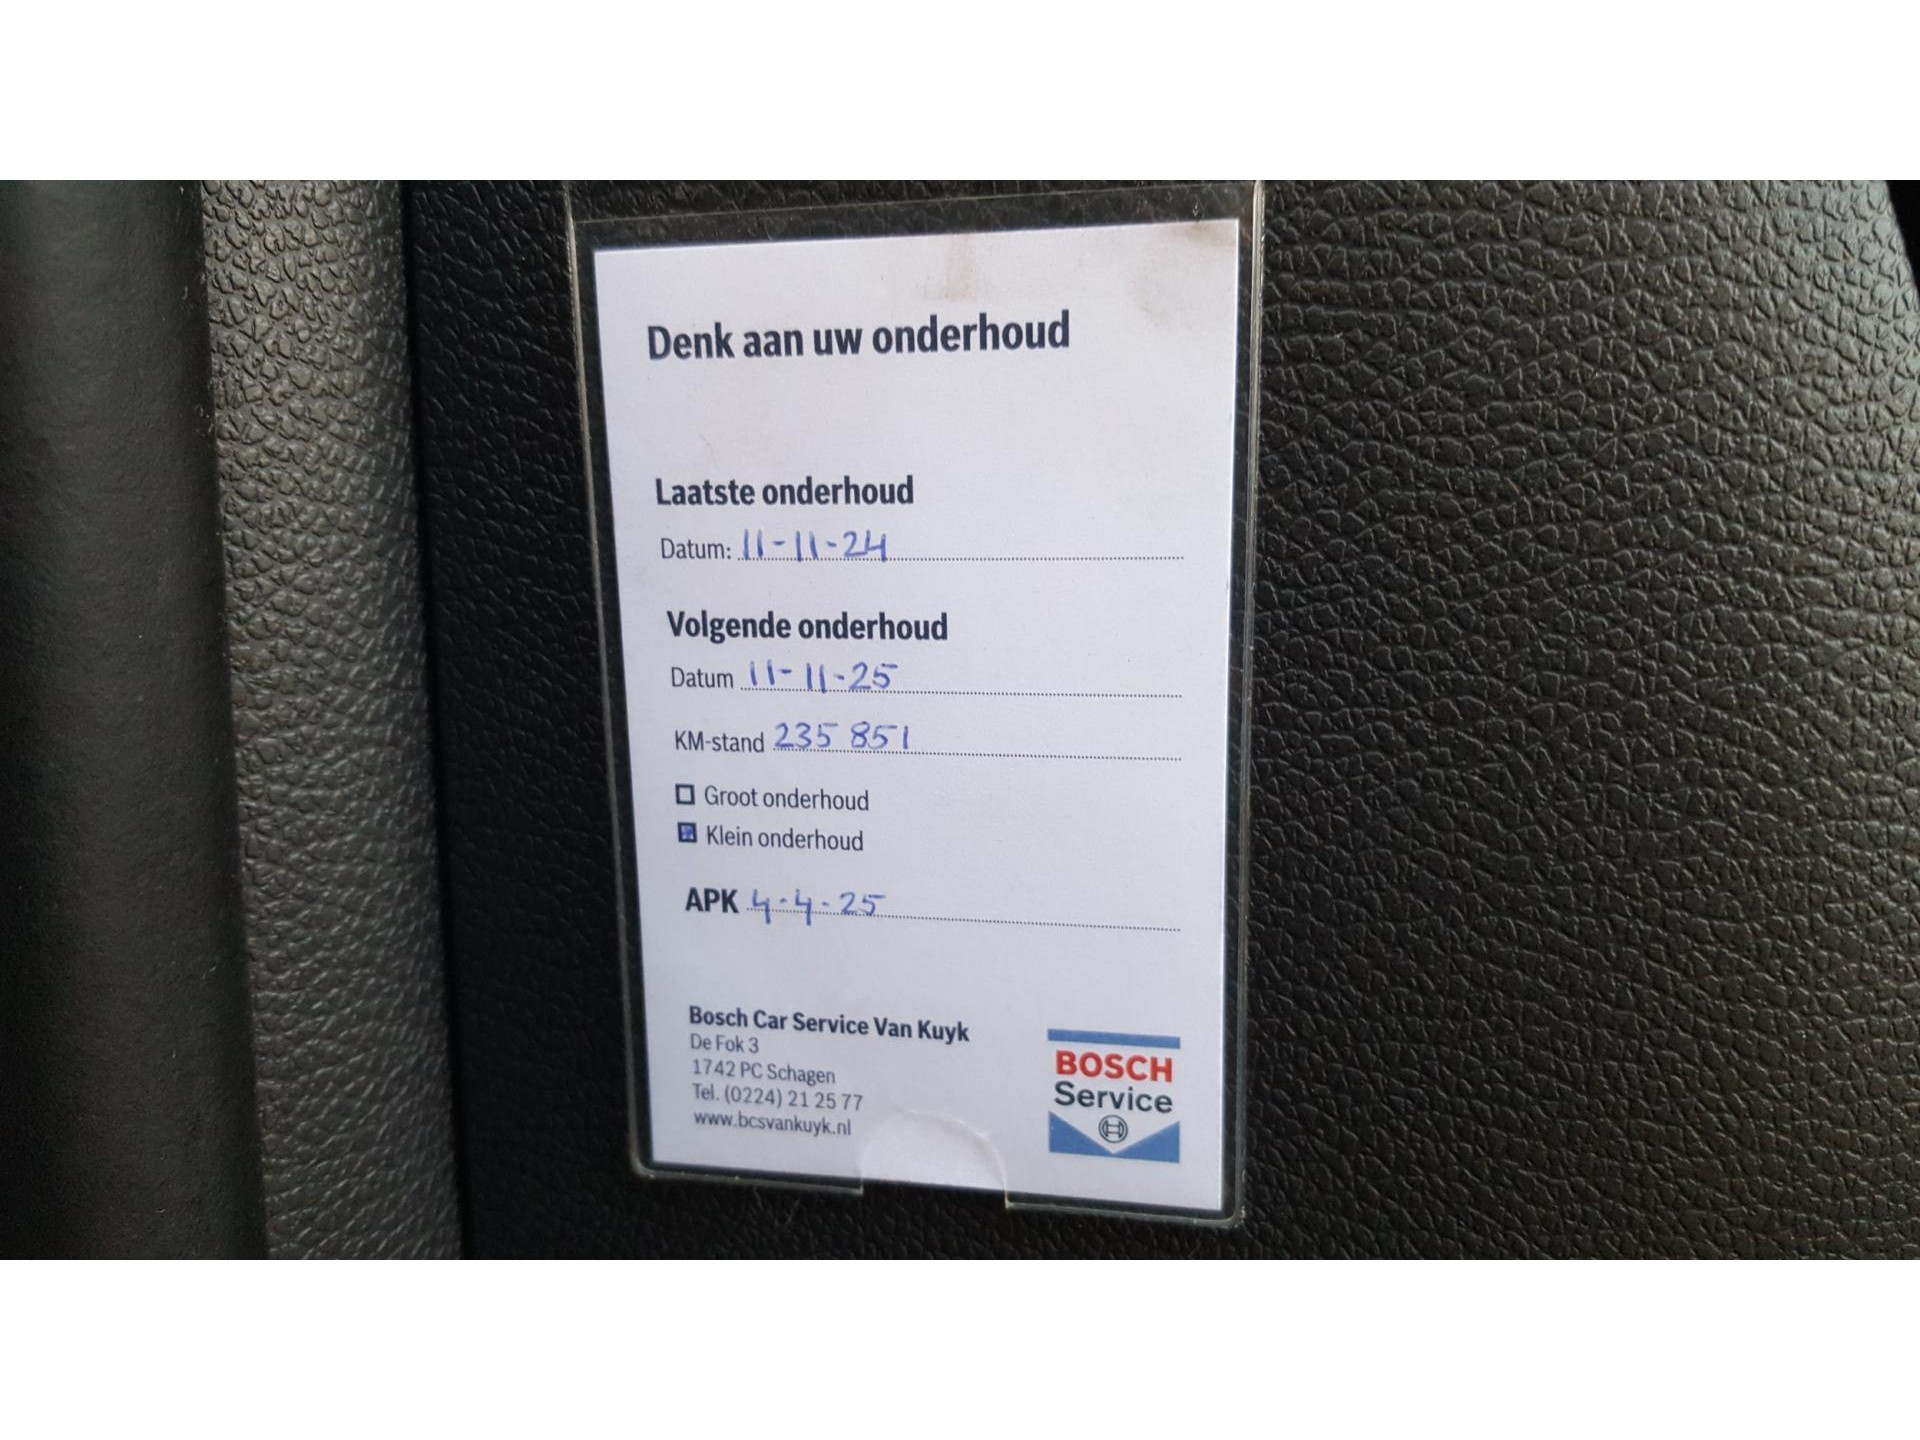 Denk aan uw onderhoud
Laatste onderhoud
Datum: 11-11-24
Volgende onderhoud
Datum 11-11-25
KM-stand 235 851
Groot onderhoud
Klein onderhoud
APK 4-4-25
Bosch Car Service Van Kuyk
De Fok 3
1742 PC Schagen
Tel. (0224) 21 25 77
www.bcsvankuyk.nl
BOSCH
Service